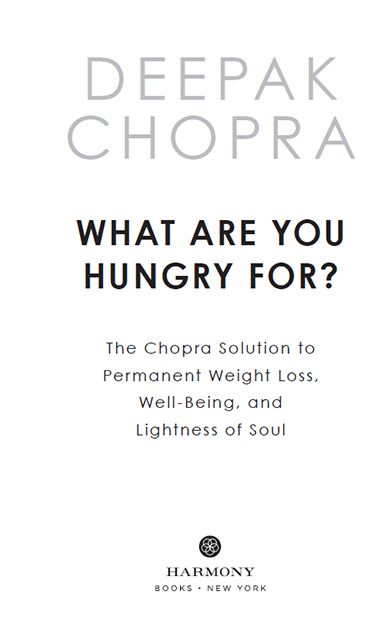 DEEPAK
CHOPRA
WHAT ARE YOU
HUNGRY FOR?
The Chopra Solution to
Permanent Weight Loss,
Well-Being, and
Lightness of Soul
HARMONY
BOOKS • NEW YORK